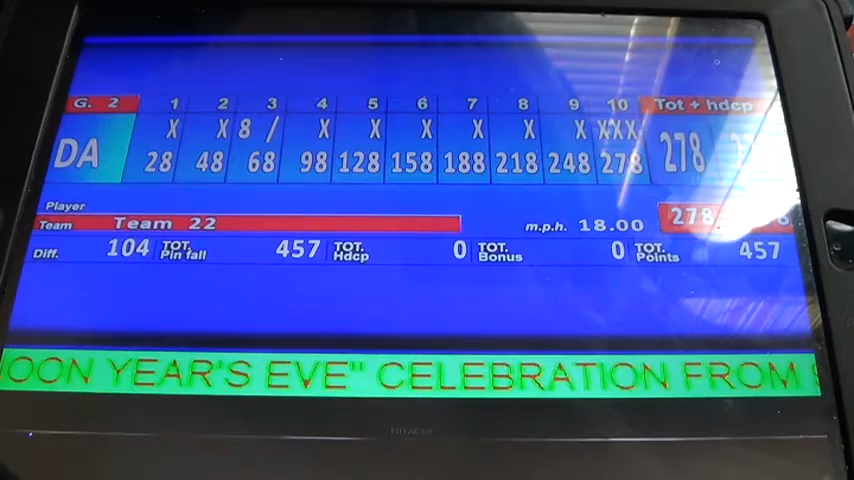 G. 2 1 2 3 4 5 6 7 8 9 10 Tot + hdcp
X X 8 / X X X X X X XXX
DA 28 48 68 98 128 158 188 218 248 278 278
Player
Team Team 22 m.p.h. 18.00 278
Diff. 104 TOT. Pin fall 457 TOT. Hdcp 0 TOT. Bonus 0 TOT. Points 457
OON YEAR'S EVE" CELEBRATION FROM
HITACHI